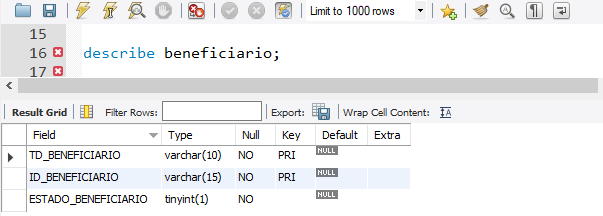 Limit to 1000 rows
15
16 describe beneficiario;
17
Result Grid Filter Rows: Export: Wrap Cell Content: IA
Field Type Null Key Default Extra
TD_BENEFICIARIO varchar(10) NO PRI NULL
ID_BENEFICIARIO varchar(15) NO PRI NULL
ESTADO_BENEFICIARIO tinyint(1) NO NULL